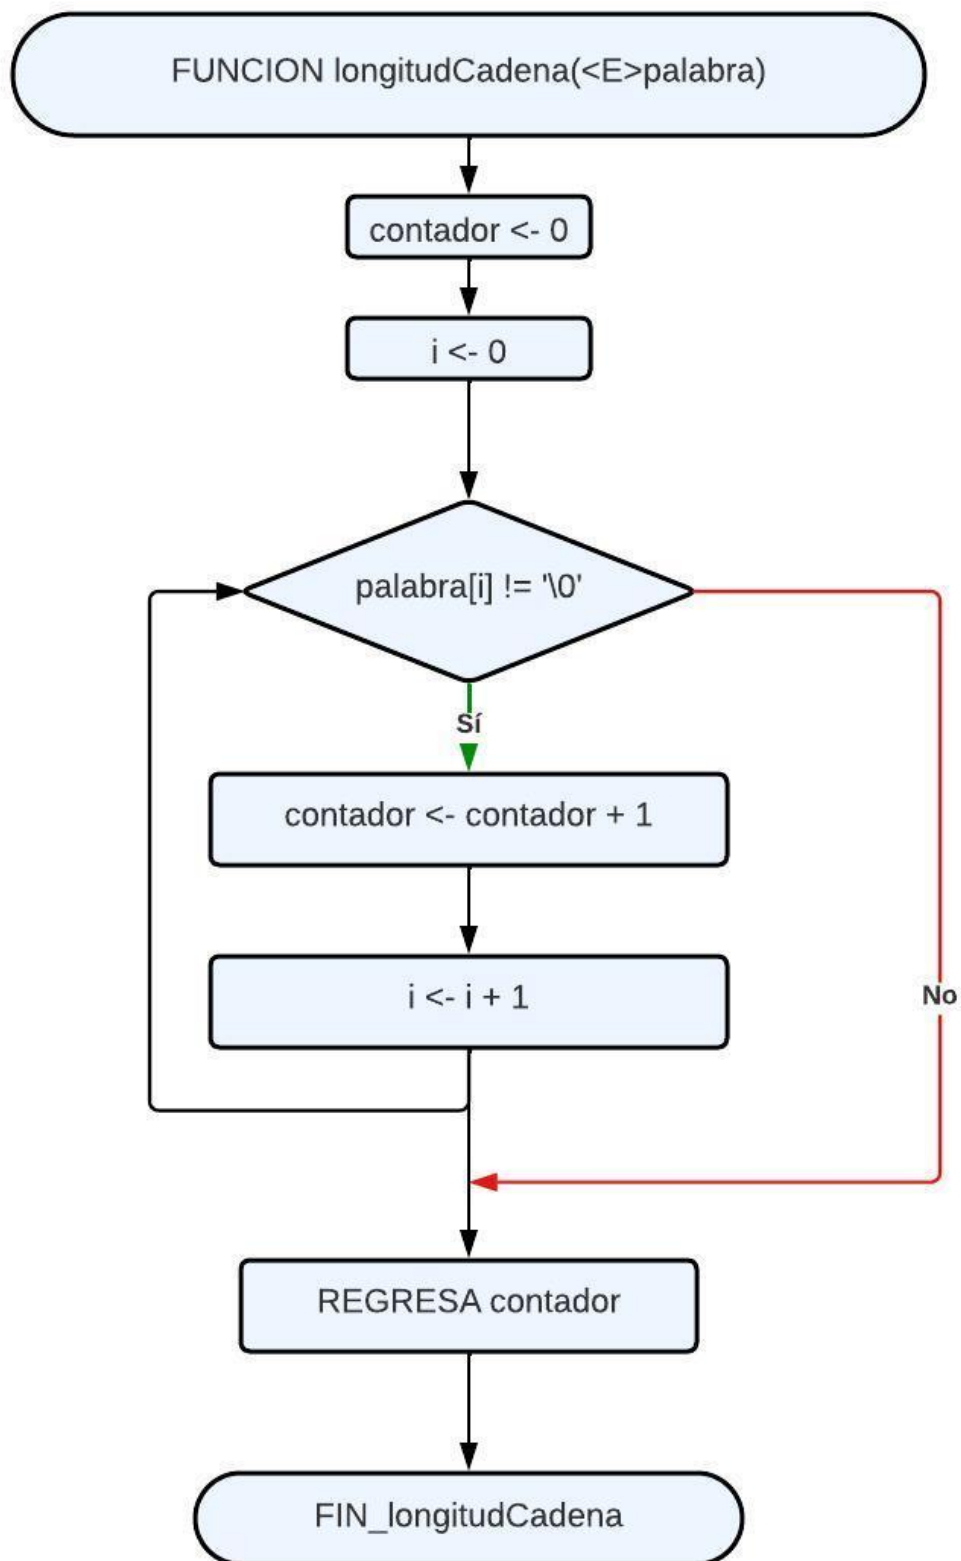 FUNCION longitudCadena(<E>palabra)
contador <- 0
i <- 0
palabra[i] != '\0'
Sí
contador <- contador + 1
i <- i + 1
No
REGRESA contador
FIN_longitudCadena